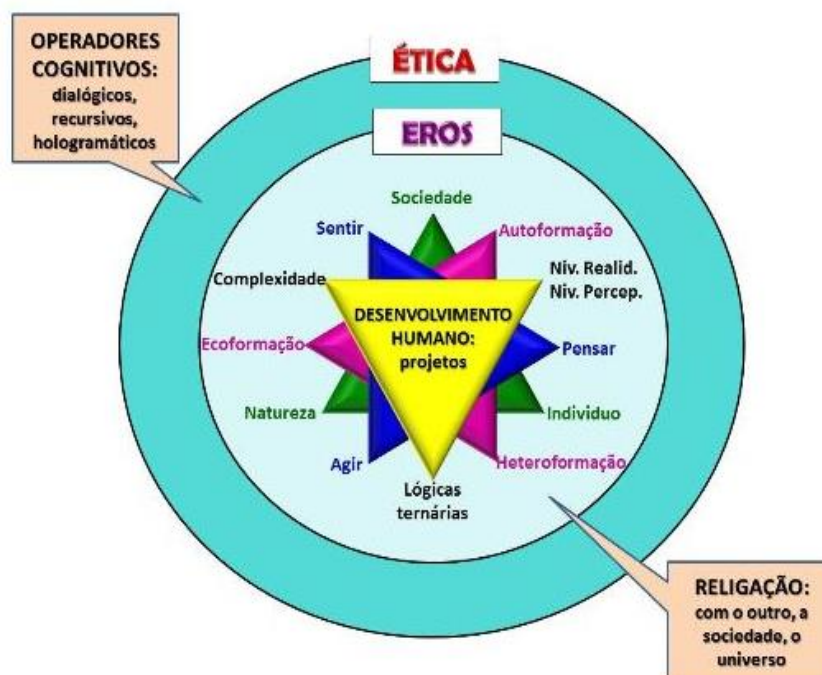 OPERADORES
COGNITIVOS:
dialógicos,
recursivos,
hologramáticos
ÉTICA
EROS
Sociedade
Sentir
Autoformação
Complexidade
Niv. Realid.
Niv. Percep.
DESENVOLVIMENTO
HUMANO:
projetos
Ecoformação
Pensar
Natureza
Individuo
Agir
Heteroformação
Lógicas
ternárias
RELIGAÇÃO:
com o outro, a
sociedade, o
universo